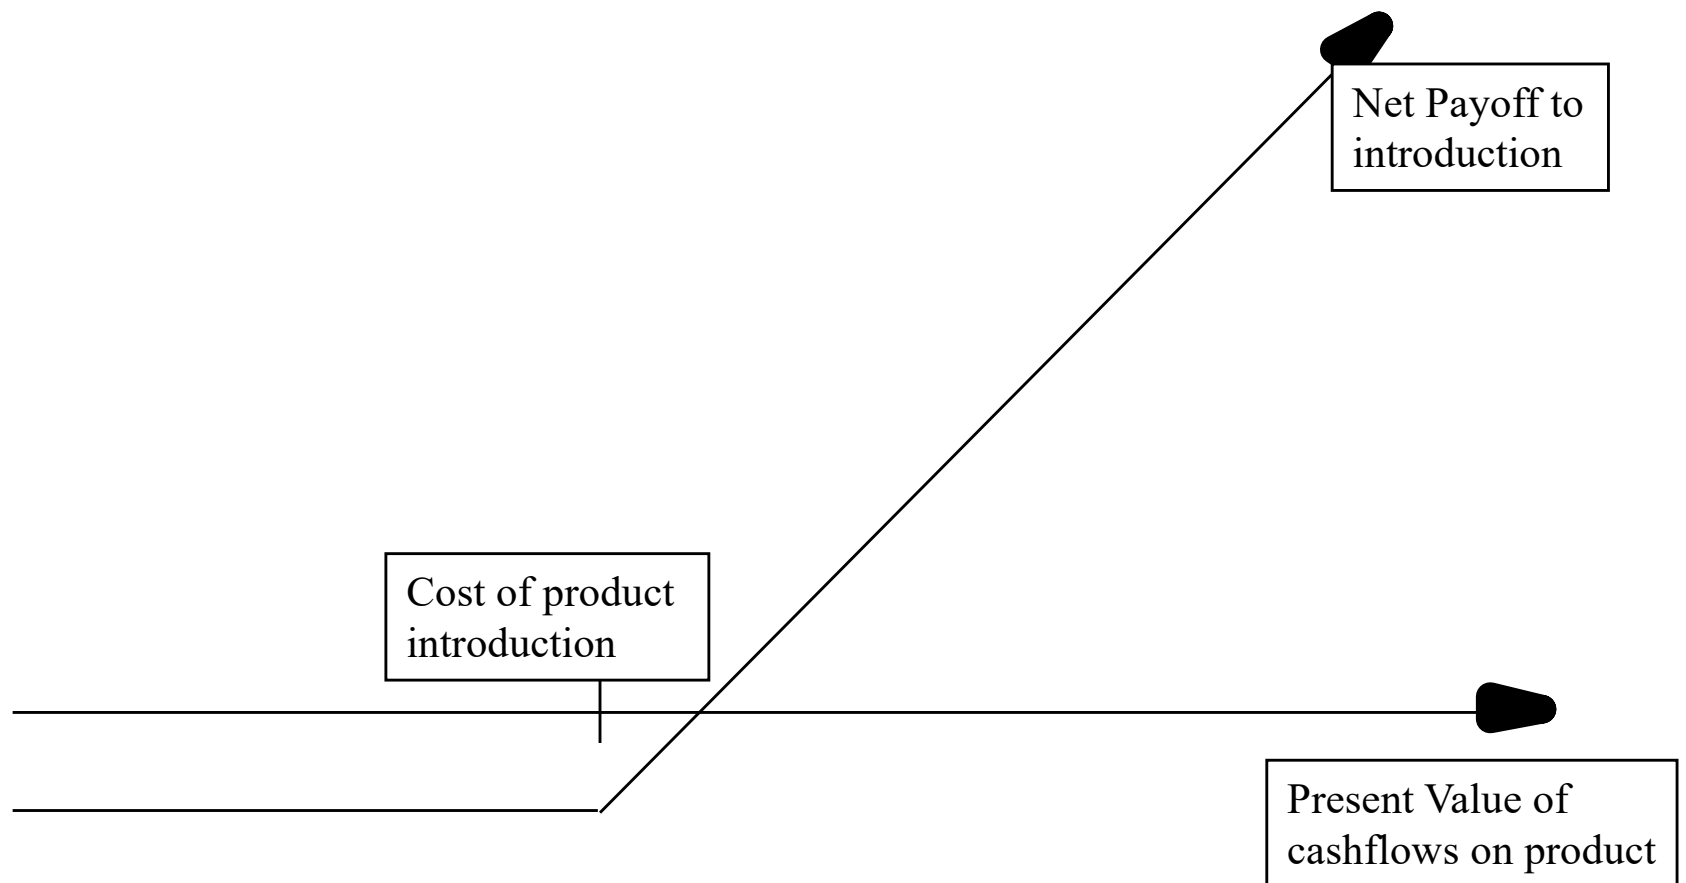 Net Payoff to
introduction
Cost of product
introduction
Present Value of
cashflows on product